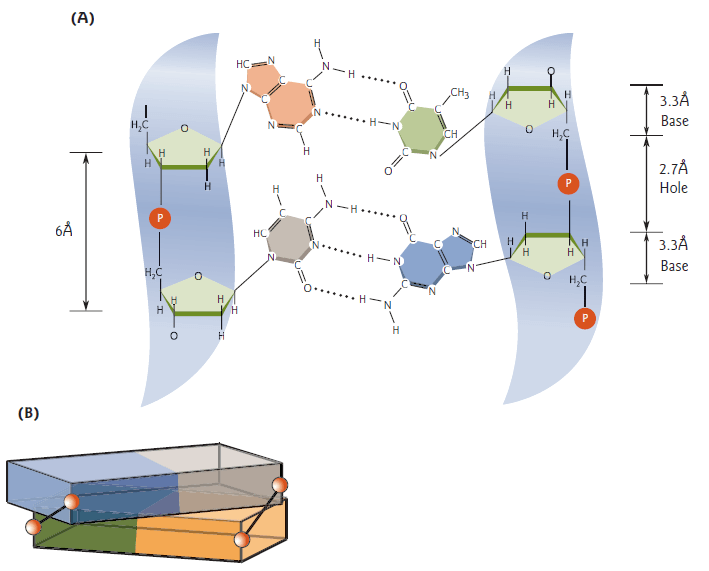 (A)
H
HC N N H
H O
C C O
N CH₃ H H
C C C H H 3.3Å
N Base
H₂C O N C H N O CH H₂C
H H H C N
H H O 2.7Å
H H P Hole
H
P N H H
C C O
6Å HC C N CH H H H 3.3Å
N C H H
N C H N C N Base
H₂C O C O H₂C
H H O H N C N
H H N P
O H H
(B)